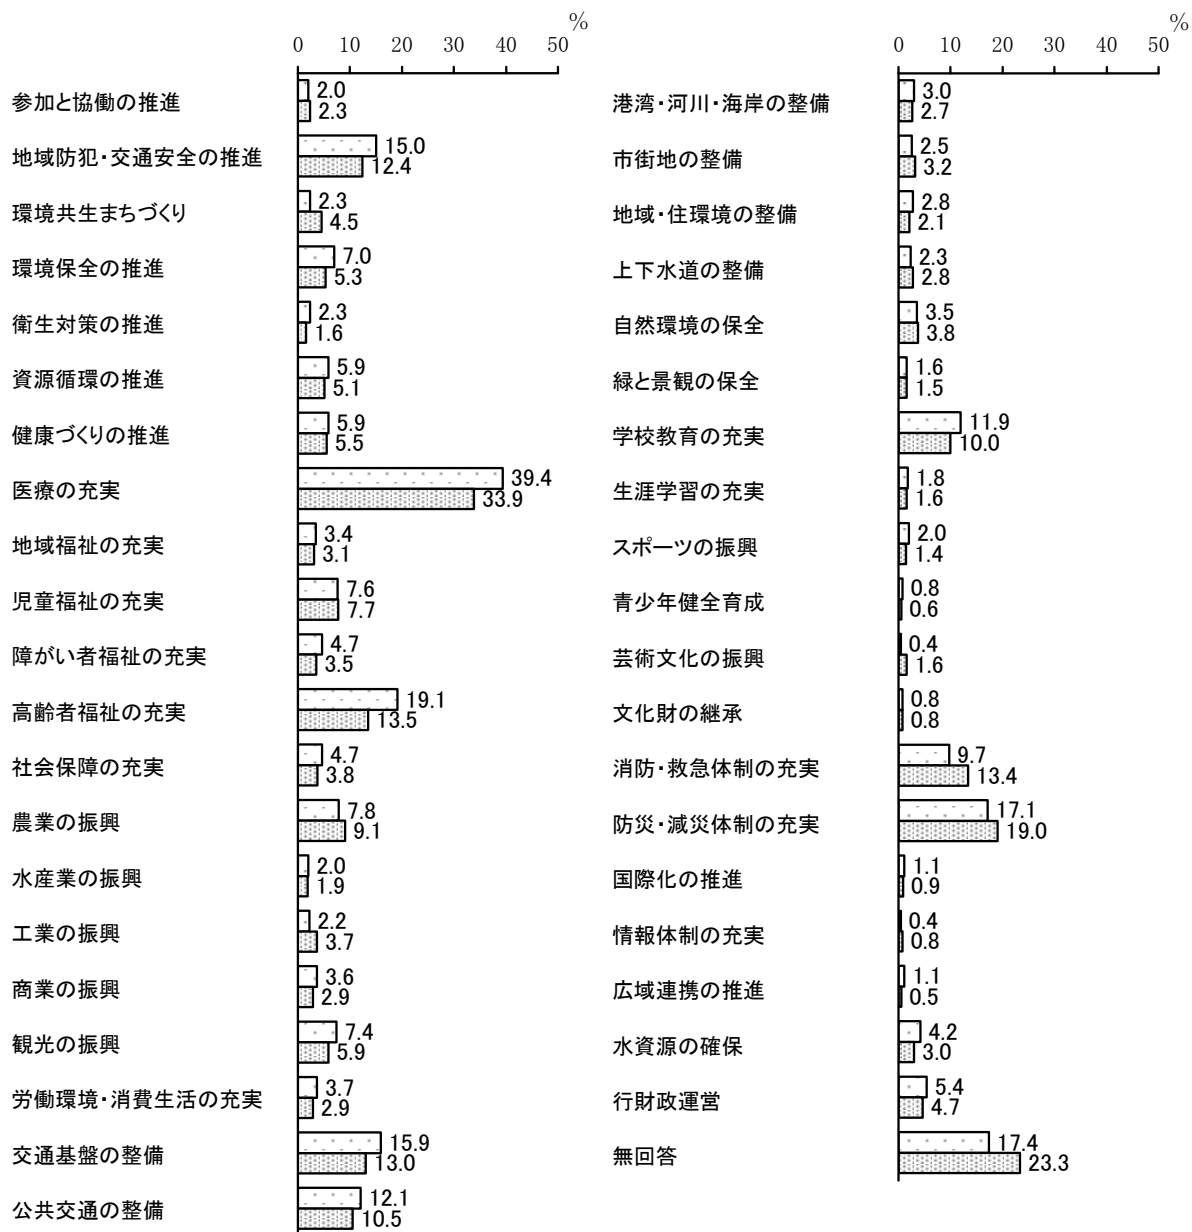 %
0 10 20 30 40 50
参加と協働の推進 2.0
2.3
地域防犯・交通安全の推進 15.0
12.4
環境共生まちづくり 2.3
4.5
環境保全の推進 7.0
5.3
衛生対策の推進 2.3
1.6
資源循環の推進 5.9
5.1
健康づくりの推進 5.9
5.5
医療の充実 39.4
33.9
地域福祉の充実 3.4
3.1
児童福祉の充実 7.6
7.7
障がい者福祉の充実 4.7
3.5
高齢者福祉の充実 19.1
13.5
社会保障の充実 4.7
3.8
農業の振興 7.8
9.1
水産業の振興 2.0
1.9
工業の振興 2.2
3.7
商業の振興 3.6
2.9
観光の振興 7.4
5.9
労働環境・消費生活の充実 3.7
2.9
交通基盤の整備 15.9
13.0
公共交通の整備 12.1
10.5
%
0 10 20 30 40 50
港湾・河川・海岸の整備 3.0
2.7
市街地の整備 2.5
3.2
地域・住環境の整備 2.8
2.1
上下水道の整備 2.3
2.8
自然環境の保全 3.5
3.8
緑と景観の保全 1.6
1.5
学校教育の充実 11.9
10.0
生涯学習の充実 1.8
1.6
スポーツの振興 2.0
1.4
青少年健全育成 0.8
0.6
芸術文化の振興 0.4
1.6
文化財の継承 0.8
0.8
消防・救急体制の充実 9.7
13.4
防災・減災体制の充実 17.1
19.0
国際化の推進 1.1
0.9
情報体制の充実 0.4
0.8
広域連携の推進 1.1
0.5
水資源の確保 4.2
3.0
行財政運営 5.4
4.7
無回答 17.4
23.3